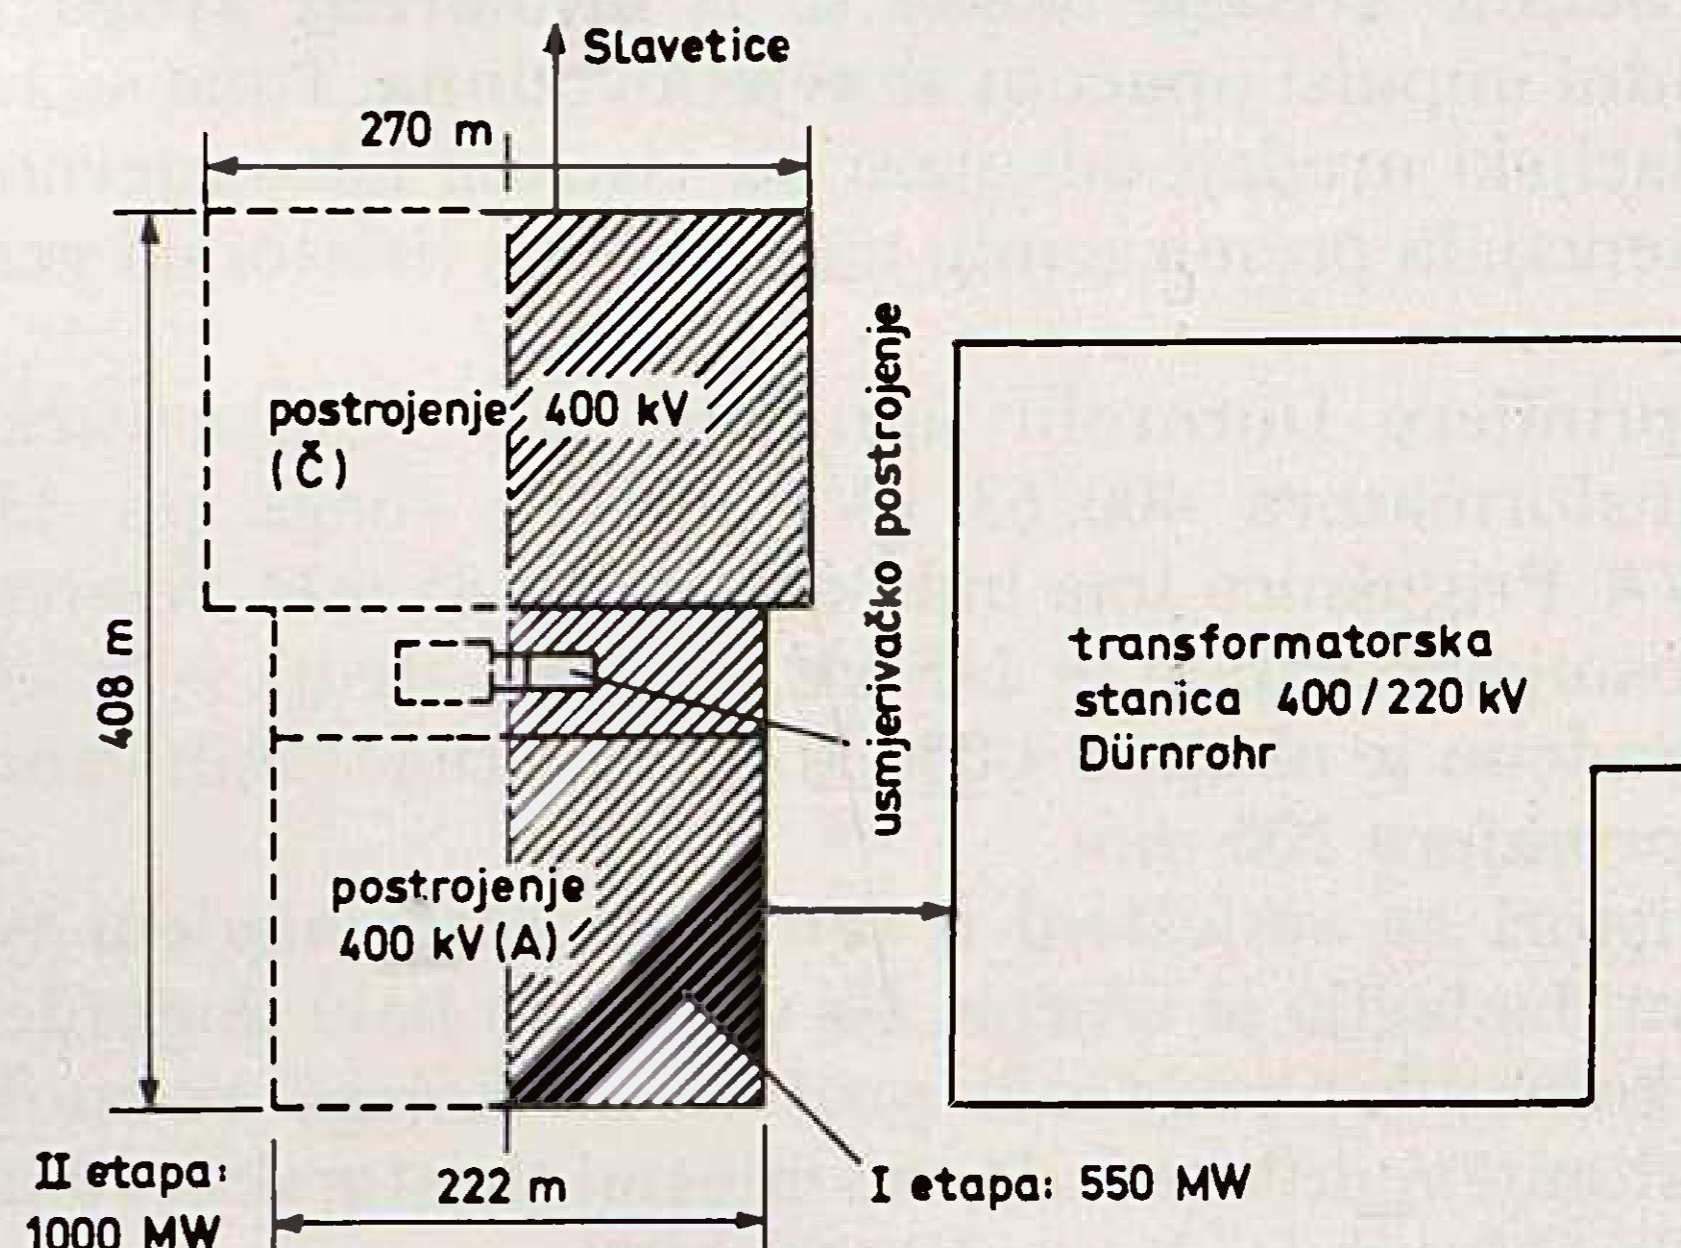 Slavetice
270 m
postrojenje 400 kV
(Č)
usmjerivačko postrojenje
408 m
transformatorska
stanica 400/220 kV
Dürnrohr
postrojenje
400 kV (A)
II etapa:
1000 MW
222 m
I etapa: 550 MW